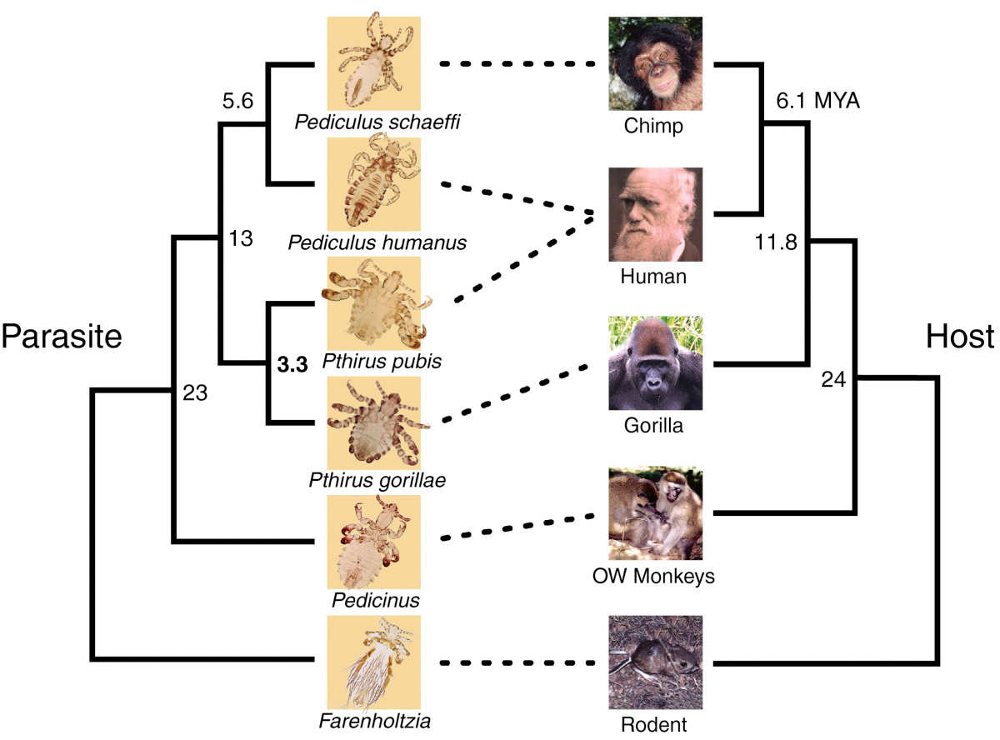 5.6
6.1 MYA
Pediculus schaeffi
Chimp
13
11.8
Pediculus humanus
Human
Parasite
Host
Pthirus pubis
3.3
24
23
Gorilla
Pthirus gorillae
OW Monkeys
Pedicinus
Farenholtzia
Rodent